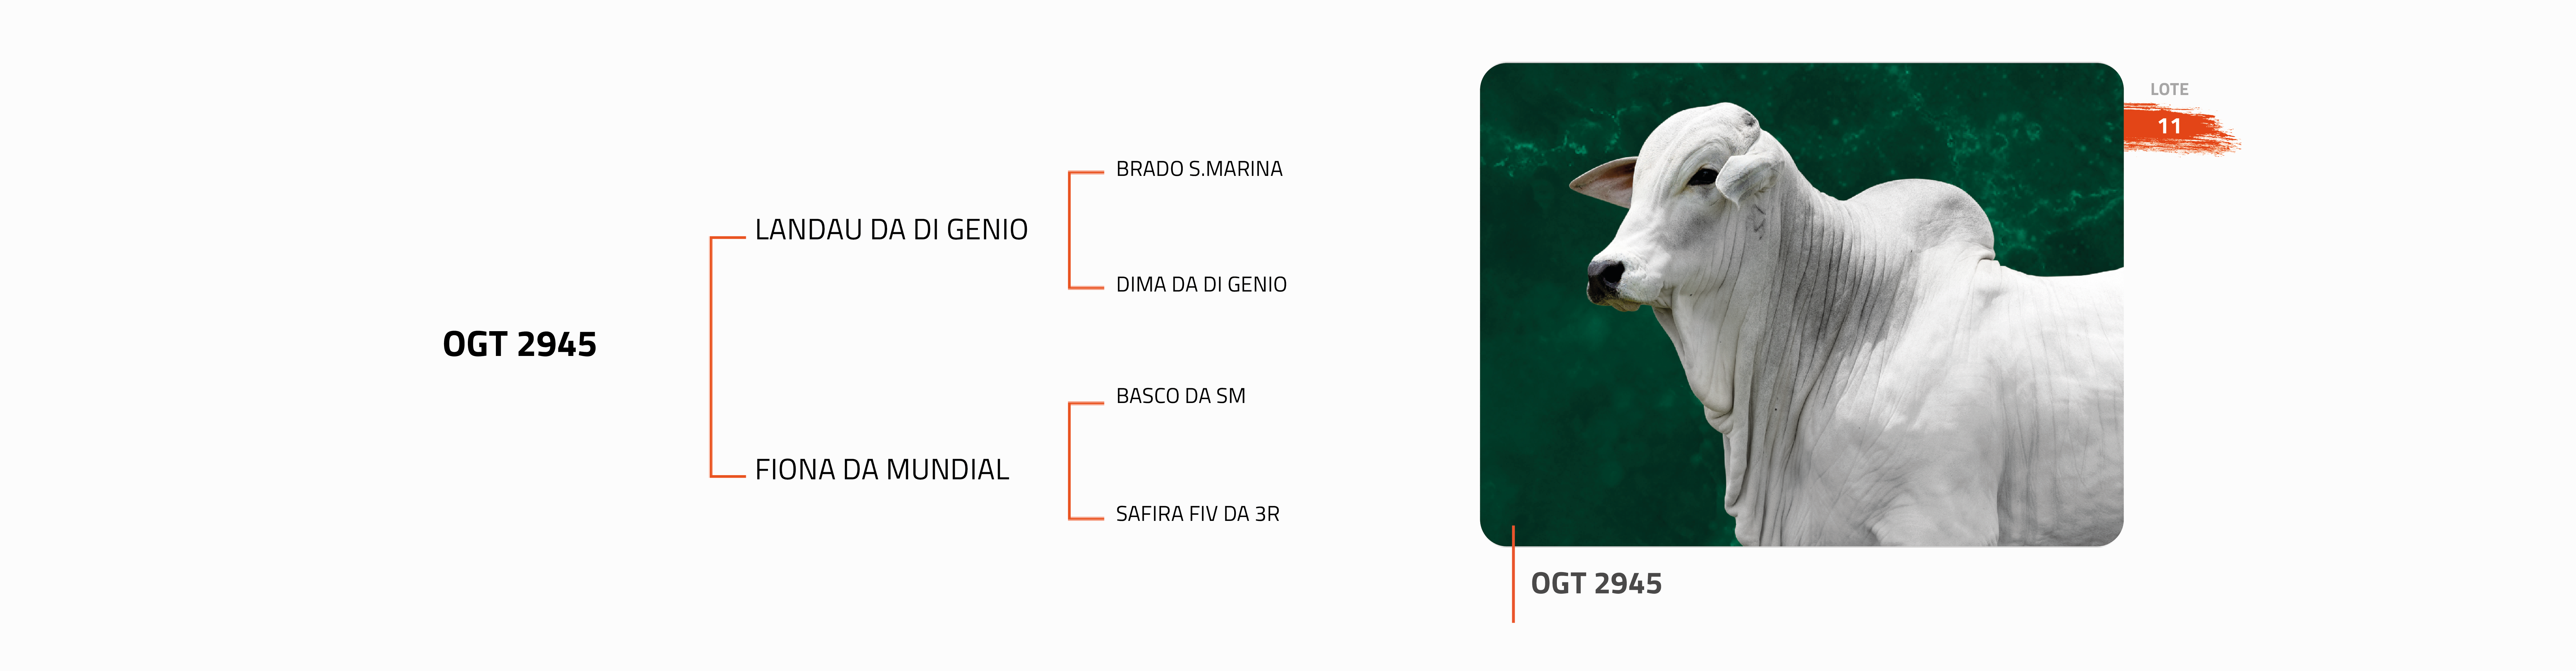 OGT 2945
LANDAU DA DI GENIO
BRADO S.MARINA
DIMA DA DI GENIO
FIONA DA MUNDIAL
BASCO DA SM
SAFIRA FIV DA 3R
LOTE
11
OGT 2945